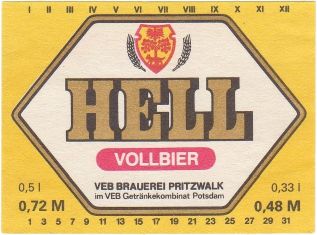 I II III IV V VI VII VIII IX X XI XII
HELL
VOLLBIER
VEB BRAUEREI PRITZWALK
im VEB Getränkekombinat Potsdam
0,5 l 0,33 l
0,72 M 0,48 M
1 3 5 7 9 11 13 15 17 19 21 23 25 27 29 31